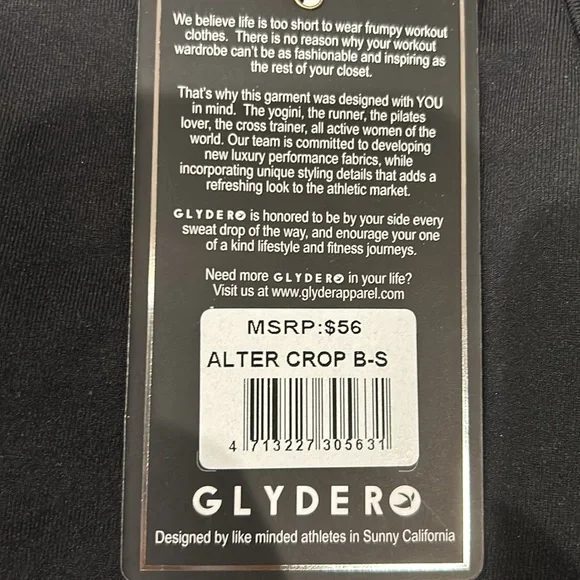 We believe life is too short to wear frumpy workout
clothes. There is no reason why your workout
wardrobe can't be as fashionable and inspiring as
the rest of your closet.
That's why this garment was designed with YOU
in mind. The yogini, the runner, the pilates
lover, the cross trainer, all active women of the
world. Our team is committed to developing
new luxury performance fabrics, while
incorporating unique styling details that adds a
refreshing look to the athletic market.
GLYDER is honored to be by your side every
sweat drop of the way, and enourage your one
of a kind lifestyle and fitness journeys.
Need more GLYDER in your life?
Visit us at www.glyderapparel.com
MSRP:$56
ALTER CROP B-S
4 713227 305631
GLYDER
Designed by like minded athletes in Sunny California